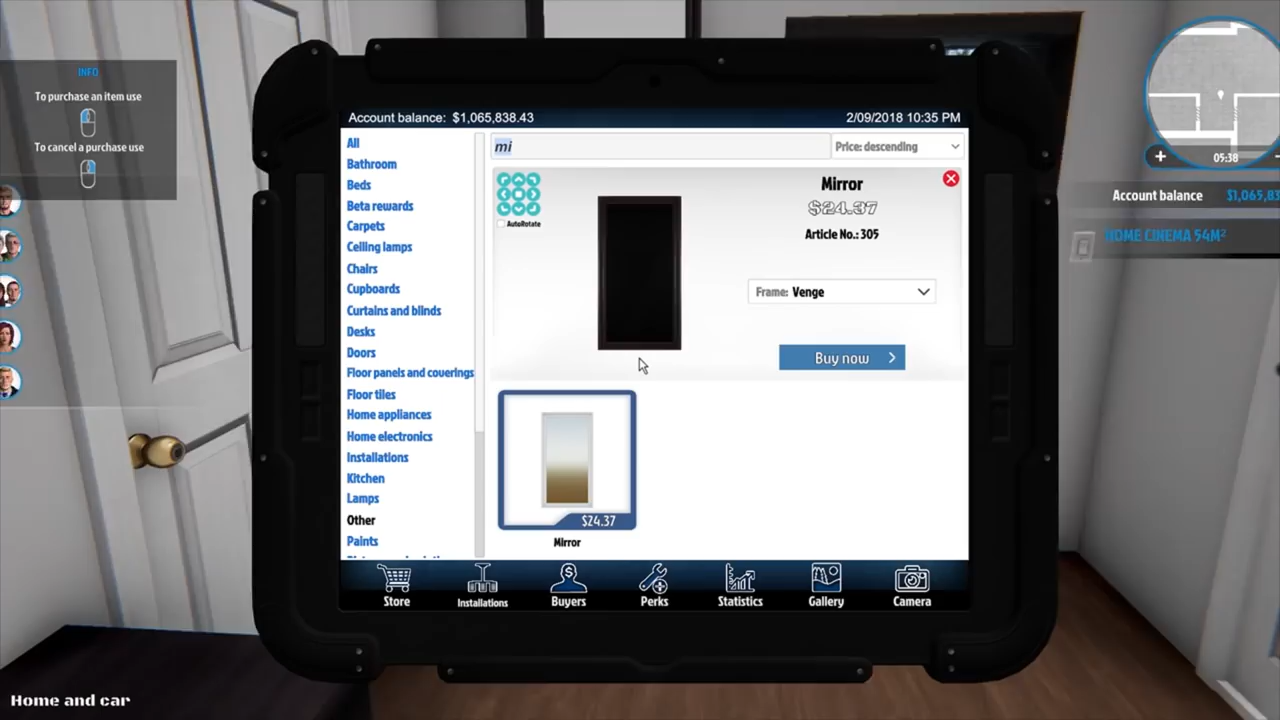 INFO
To purchase an item use
To cancel a purchase use
Account balance: $1,065,838.43
2/09/2018 10:35 PM
All
Bathroom
Beds
Beta rewards
Carpets
Ceiling lamps
Chairs
Cupboards
Curtains and blinds
Desks
Doors
Floor panels and coverings
Floor tiles
Home appliances
Home electronics
Installations
Kitchen
Lamps
Other
Paints
mi
Price: descending
AutoRotate
Mirror
$24.37
Article No.: 305
Frame: Venge
Buy now
$24.37
Mirror
Store
Installations
Buyers
Perks
Statistics
Gallery
Camera
+
05:38
Account balance $1,065,83
HOME CINEMA 54M²
Home and car